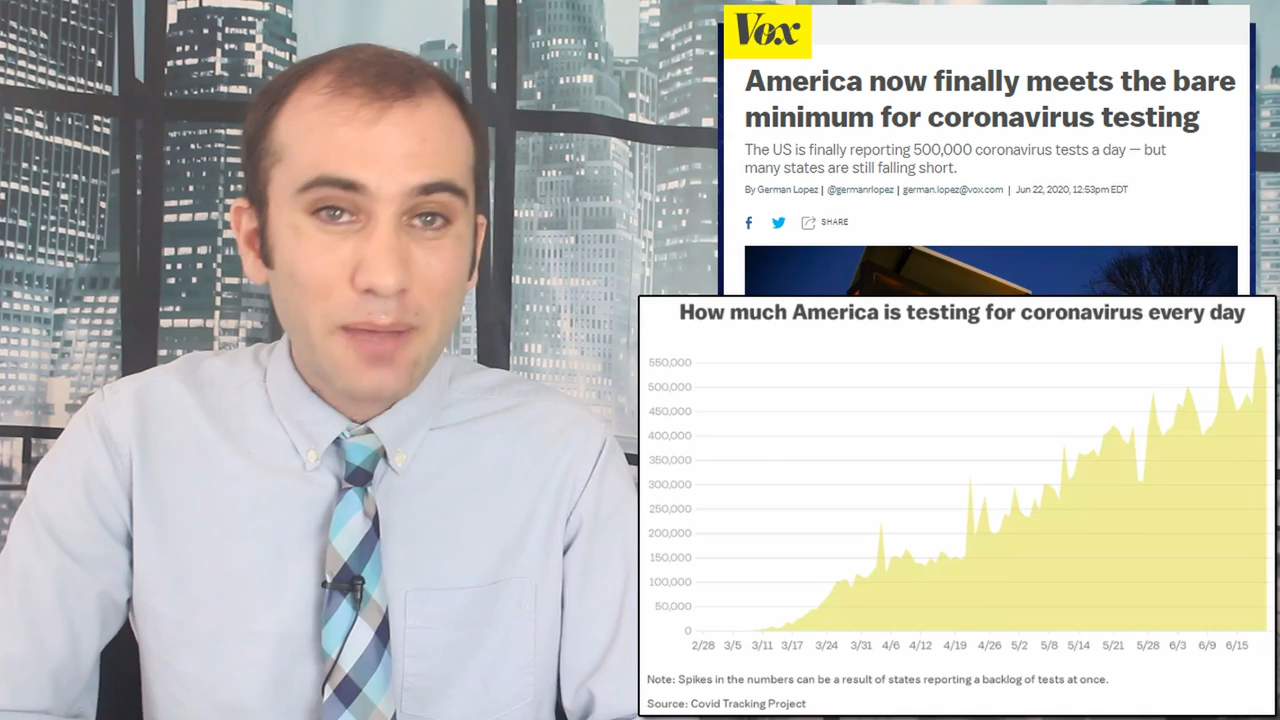 Vox
America now finally meets the bare
minimum for coronavirus testing
The US is finally reporting 500,000 coronavirus tests a day — but
many states are still falling short.
By German Lopez | @germanrlopez | german.lopez@vox.com | Jun 22, 2020, 12:53pm EDT
SHARE
How much America is testing for coronavirus every day
550,000
500,000
450,000
400,000
350,000
300,000
250,000
200,000
150,000
100,000
50,000
0
2/28 3/5 3/11 3/17 3/24 3/31 4/6 4/12 4/19 4/26 5/2 5/8 5/14 5/21 5/28 6/3 6/9 6/15
Note: Spikes in the numbers can be a result of states reporting a backlog of tests at once.
Source: Covid Tracking Project